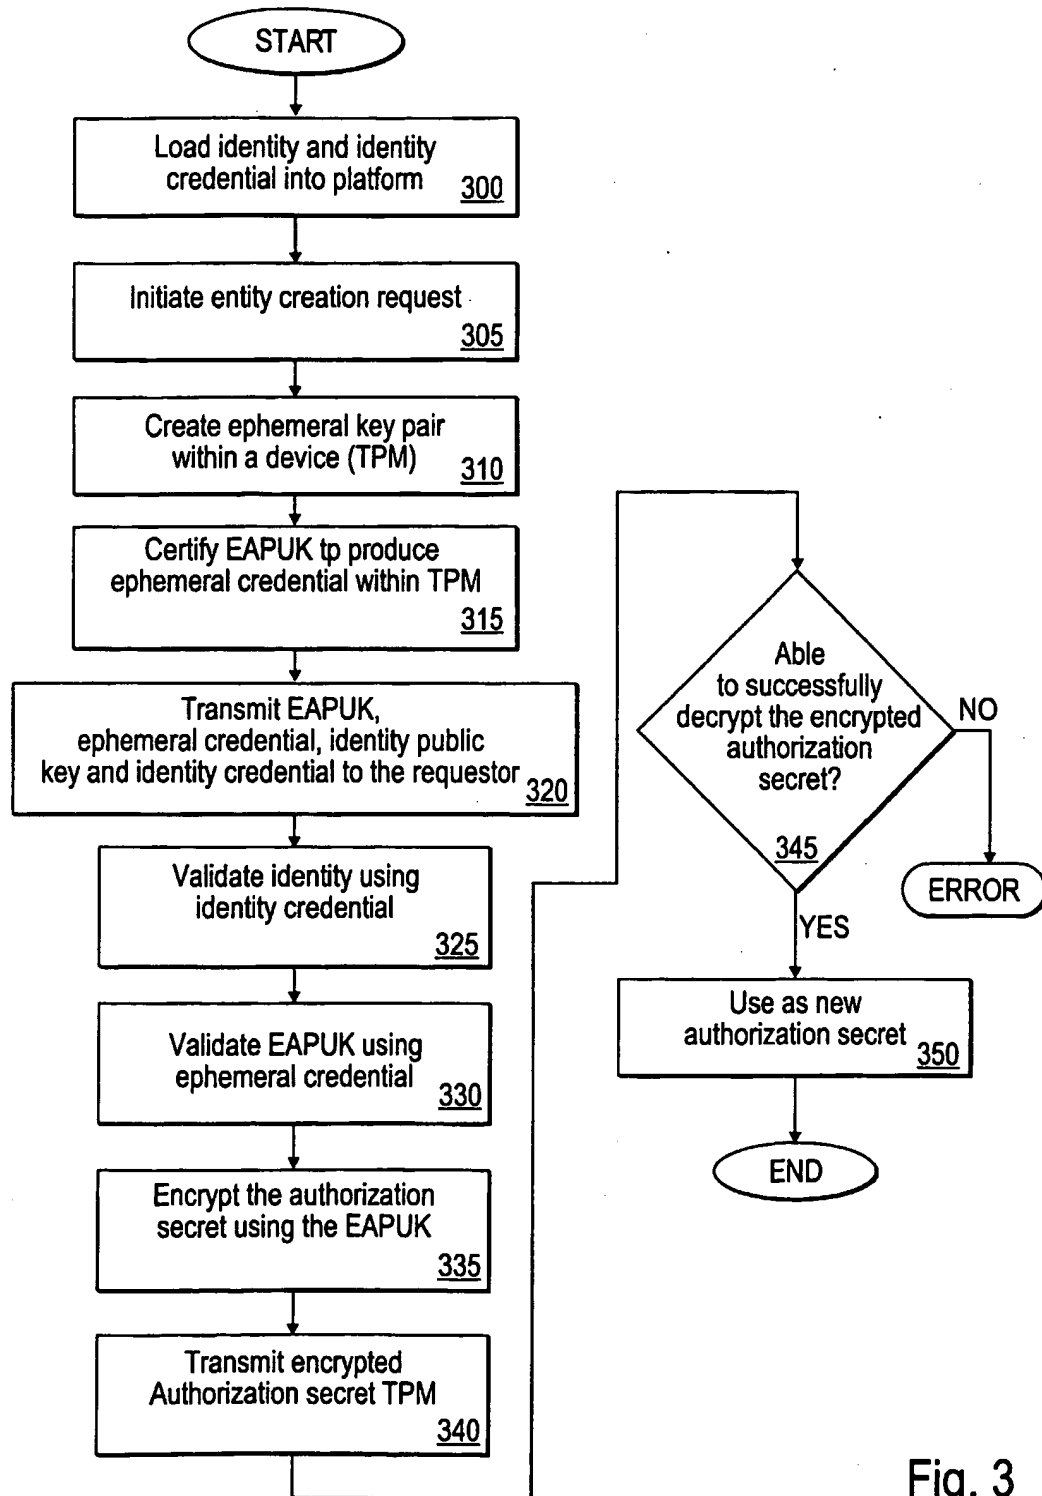 START
Load identity and identity
credential into platform
300
Initiate entity creation request
305
Create ephemeral key pair
within a device (TPM)
310
Certify EAPUK tp produce
ephemeral credential within TPM
315
Transmit EAPUK,
ephemeral credential, identity public
key and identity credential to the requestor
320
Validate identity using
identity credential
325
Validate EAPUK using
ephemeral credential
330
Encrypt the authorization
secret using the EAPUK
335
Transmit encrypted
Authorization secret TPM
340
Able
to successfully
decrypt the encrypted
authorization
secret?
345
NO
ERROR
YES
Use as new
authorization secret
350
END
Fig. 3